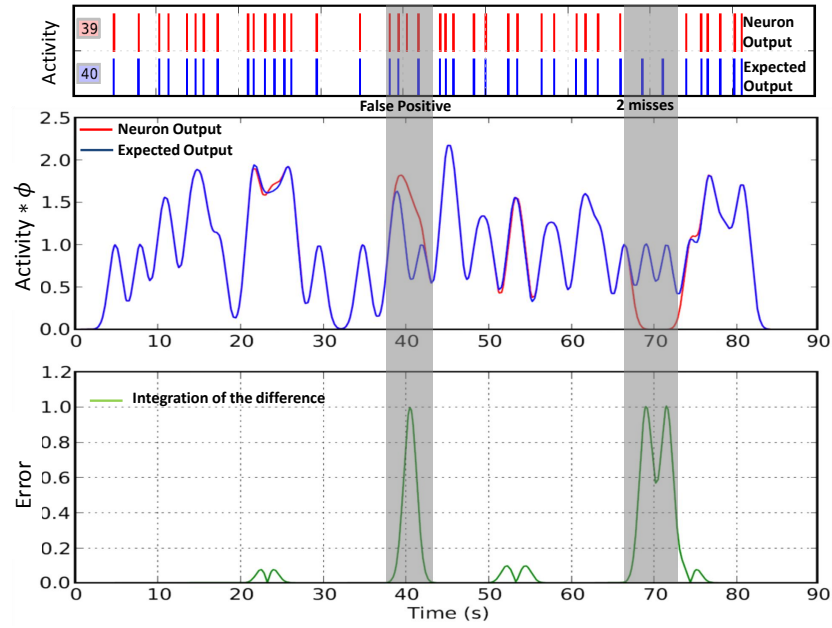 Activity
39
Neuron
Output
40
Expected
Output
False Positive
2 misses
Activity * ϕ
2.5
2.0
1.5
1.0
0.5
0.0
Neuron Output
Expected Output
0 10 20 30 40 50 60 70 80 90
Error
1.2
1.0
0.8
0.6
0.4
0.2
0.0
Integration of the difference
0 10 20 30 40 50 60 70 80 90
Time (s)